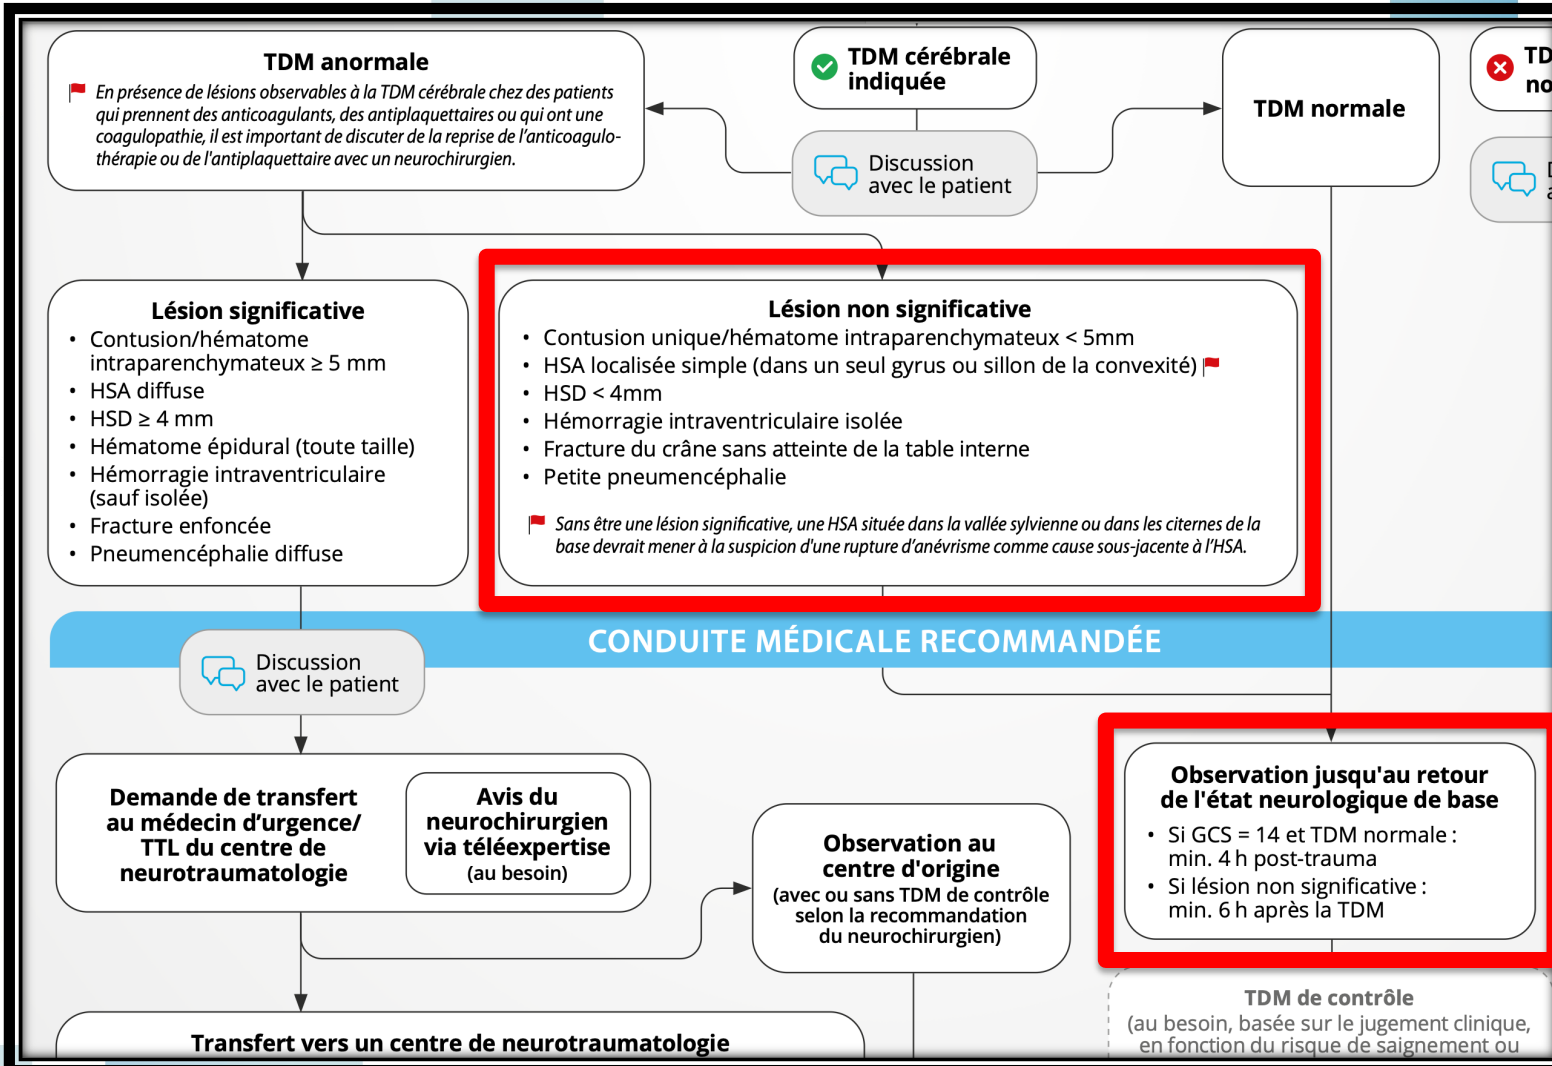 TDM anormale
En présence de lésions observables à la TDM cérébrale chez des patients
qui prennent des anticoagulants, des antiplaquettaires ou qui ont une
coagulopathie, il est important de discuter de la reprise de l'anticoagulo-
thérapie ou de l'antiplaquettaire avec un neurochirurgien.
TDM cérébrale
indiquée
Discussion
avec le patient
TDM normale
Lésion significative
• Contusion/hématome
intraparenchymateux ≥ 5 mm
• HSA diffuse
• HSD ≥ 4 mm
• Hématome épidural (toute taille)
• Hémorragie intraventriculaire
(sauf isolée)
• Fracture enfoncée
• Pneumencéphalie diffuse
Lésion non significative
• Contusion unique/hématome intraparenchymateux < 5mm
• HSA localisée simple (dans un seul gyrus ou sillon de la convexité)
• HSD < 4mm
• Hémorragie intraventriculaire isolée
• Fracture du crâne sans atteinte de la table interne
• Petite pneumencéphalie
Sans être une lésion significative, une HSA située dans la vallée sylvienne ou dans les citernes de la
base devrait mener à la suspicion d'une rupture d'anévrisme comme cause sous-jacente à l'HSA.
CONDUITE MÉDICALE RECOMMANDÉE
Discussion
avec le patient
Demande de transfert
au médecin d'urgence/
TTL du centre de
neurotraumatologie
Avis du
neurochirurgien
via téléexpertise
(au besoin)
Observation au
centre d'origine
(avec ou sans TDM de contrôle
selon la recommandation
du neurochirurgien)
Observation jusqu'au retour
de l'état neurologique de base
• Si GCS = 14 et TDM normale :
min. 4 h post-trauma
• Si lésion non significative :
min. 6 h après la TDM
TDM de contrôle
(au besoin, basée sur le jugement clinique,
en fonction du risque de saignement ou
Transfert vers un centre de neurotraumatologie